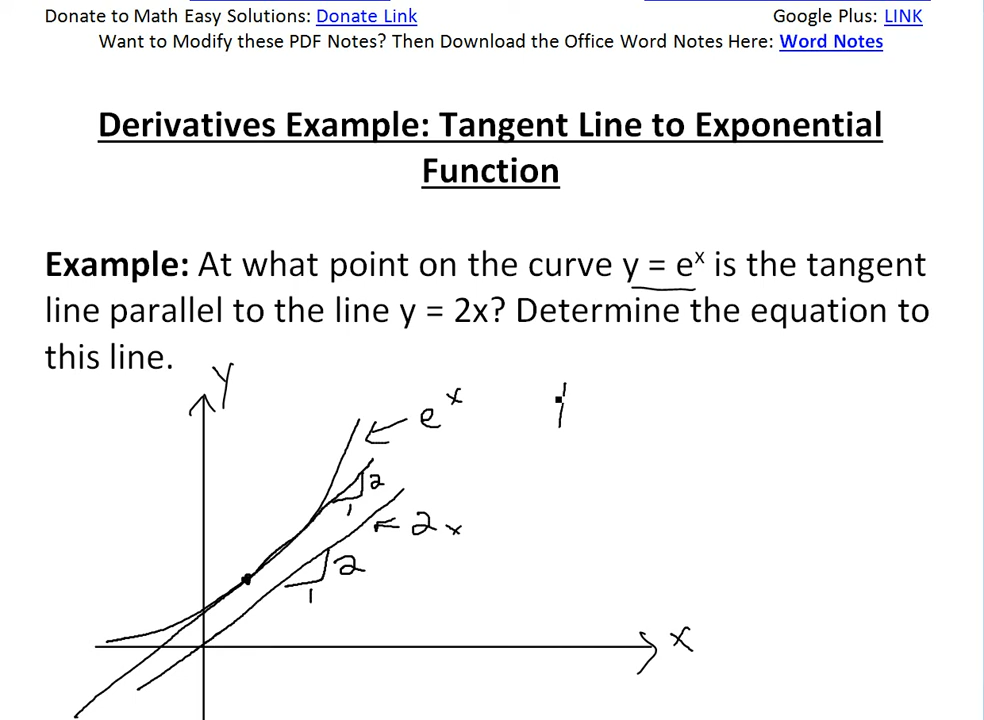 Donate to Math Easy Solutions: Donate Link Google Plus: LINK
Want to Modify these PDF Notes? Then Download the Office Word Notes Here: Word Notes
Derivatives Example: Tangent Line to Exponential
Function
Example: At what point on the curve y = eˣ is the tangent
line parallel to the line y = 2x? Determine the equation to
this line.
y
eˣ
2
1
2x
2
1
x